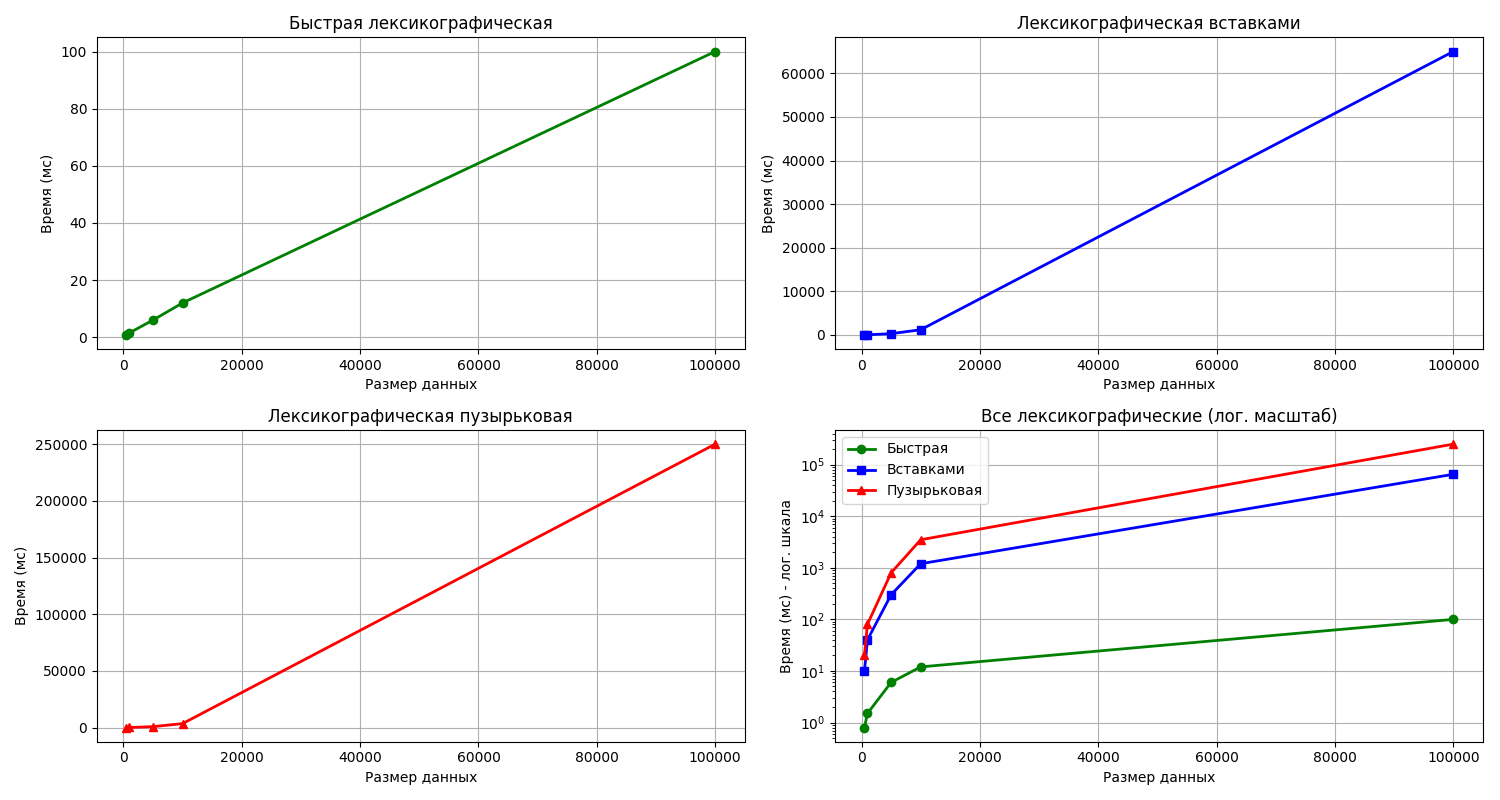 Быстрая лексикографическая
Время (мс)
100
80
60
40
20
0
0 20000 40000 60000 80000 100000
Размер данных
Лексикографическая вставками
Время (мс)
60000
50000
40000
30000
20000
10000
0
0 20000 40000 60000 80000 100000
Размер данных
Лексикографическая пузырьковая
Время (мс)
250000
200000
150000
100000
50000
0
0 20000 40000 60000 80000 100000
Размер данных
Все лексикографические (лог. масштаб)
Время (мс) - лог. шкала
Быстрая
Вставками
Пузырьковая
10⁵
10⁴
10³
10²
10¹
10⁰
0 20000 40000 60000 80000 100000
Размер данных